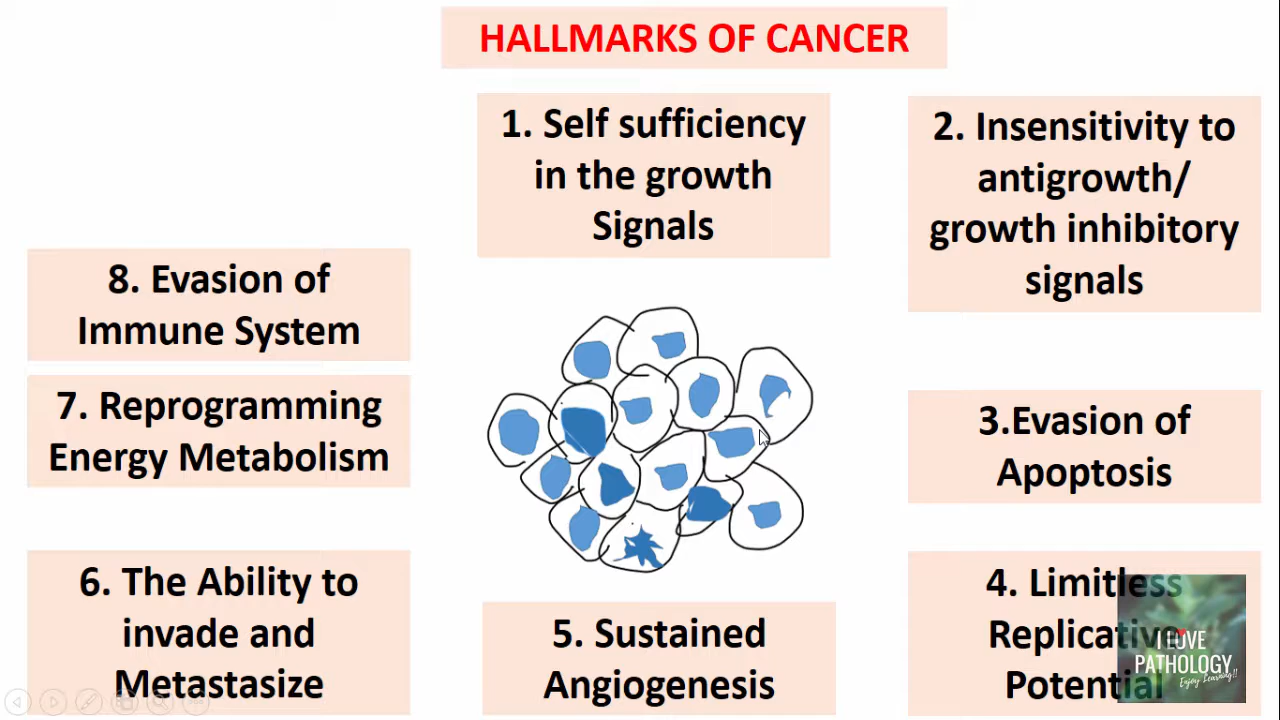 HALLMARKS OF CANCER
1. Self sufficiency
in the growth
Signals
2. Insensitivity to
antigrowth/
growth inhibitory
signals
3.Evasion of
Apoptosis
4. Limitless
Replicative
Potential
5. Sustained
Angiogenesis
6. The Ability to
invade and
Metastasize
7. Reprogramming
Energy Metabolism
8. Evasion of
Immune System
I LOVE
PATHOLOGY
Enjoy Learning!!